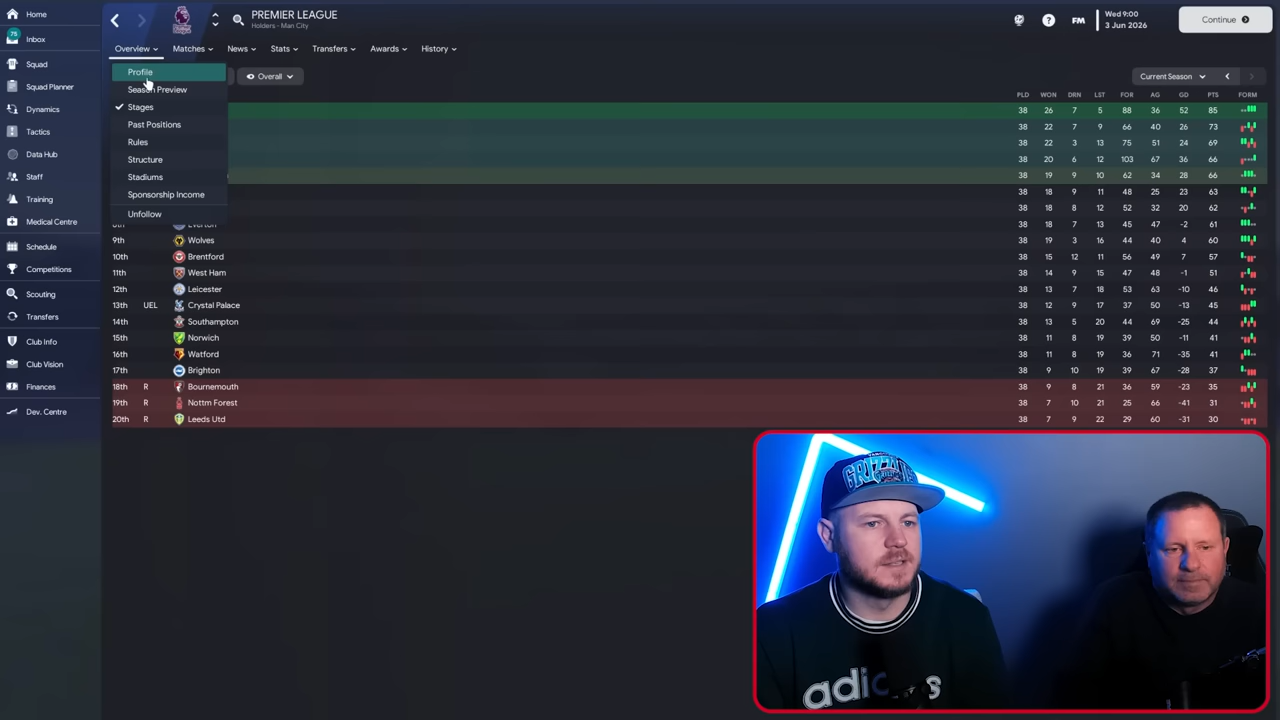 Home
75
Inbox
Squad
Squad Planner
Dynamics
Tactics
Data Hub
Staff
Training
Medical Centre
Schedule
Competitions
Scouting
Transfers
Club Info
Club Vision
Finances
Dev. Centre
PREMIER LEAGUE
Holders - Man City
?
FM
Wed 9:00
3 Jun 2026
Continue
Overview
Matches
News
Stats
Transfers
Awards
History
Profile
Season Preview
Stages
Past Positions
Rules
Structure
Stadiums
Sponsorship Income
Unfollow
Overall
Current Season
PLD WON DRN LST FOR AG GD PTS FORM
38 26 7 5 88 36 52 85
38 22 7 9 66 40 26 73
38 22 3 13 75 51 24 69
38 20 6 12 103 67 36 66
38 19 9 10 62 34 28 66
38 18 9 11 48 25 23 63
38 18 8 12 52 32 20 62
8th Everton 38 18 7 13 45 47 -2 61
9th Wolves 38 19 3 16 44 40 4 60
10th Brentford 38 15 12 11 56 49 7 57
11th West Ham 38 14 9 15 47 48 -1 51
12th Leicester 38 13 7 18 53 63 -10 46
13th UEL Crystal Palace 38 12 9 17 37 50 -13 45
14th Southampton 38 13 5 20 44 69 -25 44
15th Norwich 38 11 8 19 39 50 -11 41
16th Watford 38 11 8 19 36 71 -35 41
17th Brighton 38 9 10 19 39 67 -28 37
18th R Bournemouth 38 9 8 21 36 59 -23 35
19th R Nottm Forest 38 7 10 21 25 66 -41 31
20th R Leeds Utd 38 7 9 22 29 60 -31 30
GRIZZLIES